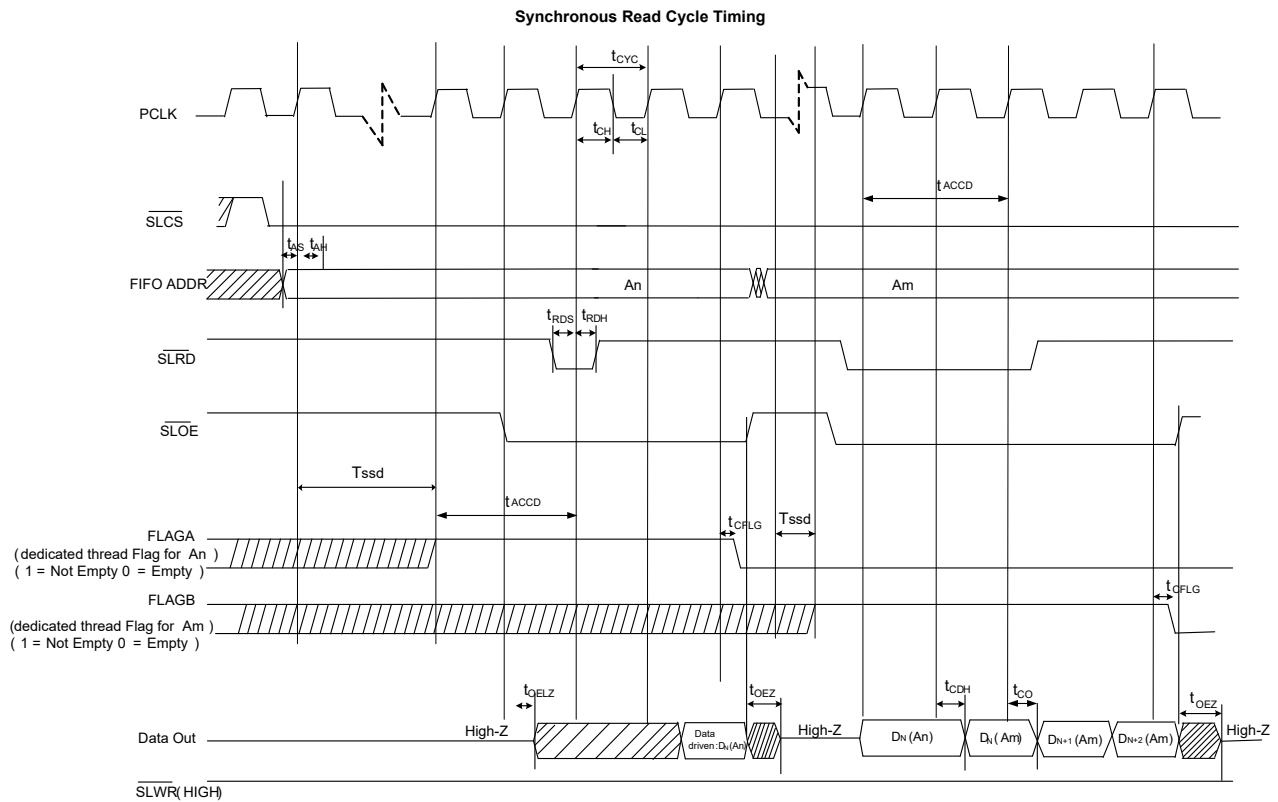 Synchronous Read Cycle Timing
tCYC
PCLK
tCH tCL
tACCD
SLCS
tAS tAH
FIFO ADDR An Am
tRDS tRDH
SLRD
SLOE
Tssd
tACCD
tCFLG Tssd
FLAGA
(dedicated thread Flag for An )
( 1 = Not Empty 0 = Empty )
FLAGB
tCFLG
(dedicated thread Flag for Am )
( 1 = Not Empty 0 = Empty )
tOELZ tOEZ tCDH tCO tOEZ
Data Out High-Z Data driven:DN(An) High-Z DN(An) DN(Am) DN+1(Am) DN+2(Am) High-Z
SLWR(HIGH)